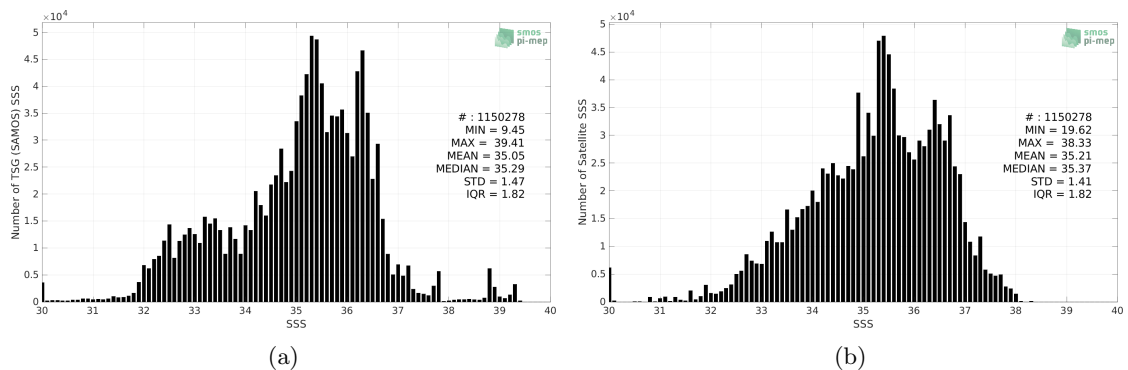 ×10⁴
smos
pi-mep
# : 1150278
MIN = 9.45
MAX = 39.41
MEAN = 35.05
MEDIAN = 35.29
STD = 1.47
IQR = 1.82
Number of TSG (SAMOS) SSS
5
4.5
4
3.5
3
2.5
2
1.5
1
0.5
0
30 31 32 33 34 35 36 37 38 39 40
SSS
(a)
×10⁴
smos
pi-mep
# : 1150278
MIN = 19.62
MAX = 38.33
MEAN = 35.21
MEDIAN = 35.37
STD = 1.41
IQR = 1.82
Number of Satellite SSS
5
4.5
4
3.5
3
2.5
2
1.5
1
0.5
0
30 31 32 33 34 35 36 37 38 39 40
SSS
(b)